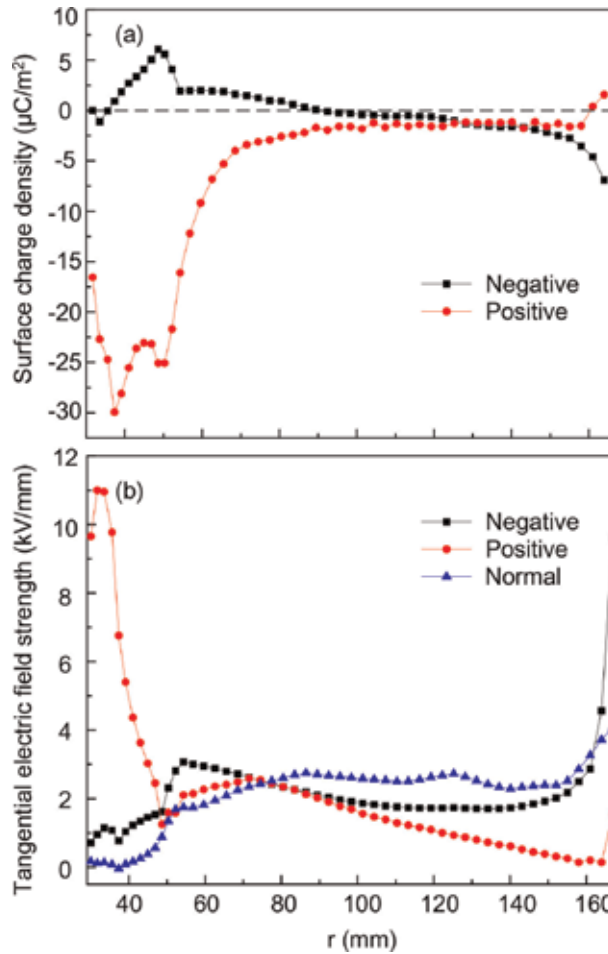 (a)
Surface charge density (µC/m²)
10
5
0
-5
-10
-15
-20
-25
-30
Negative
Positive
(b)
Tangential electric field strength (kV/mm)
12
10
8
6
4
2
0
Negative
Positive
Normal
40 60 80 100 120 140 160
r (mm)